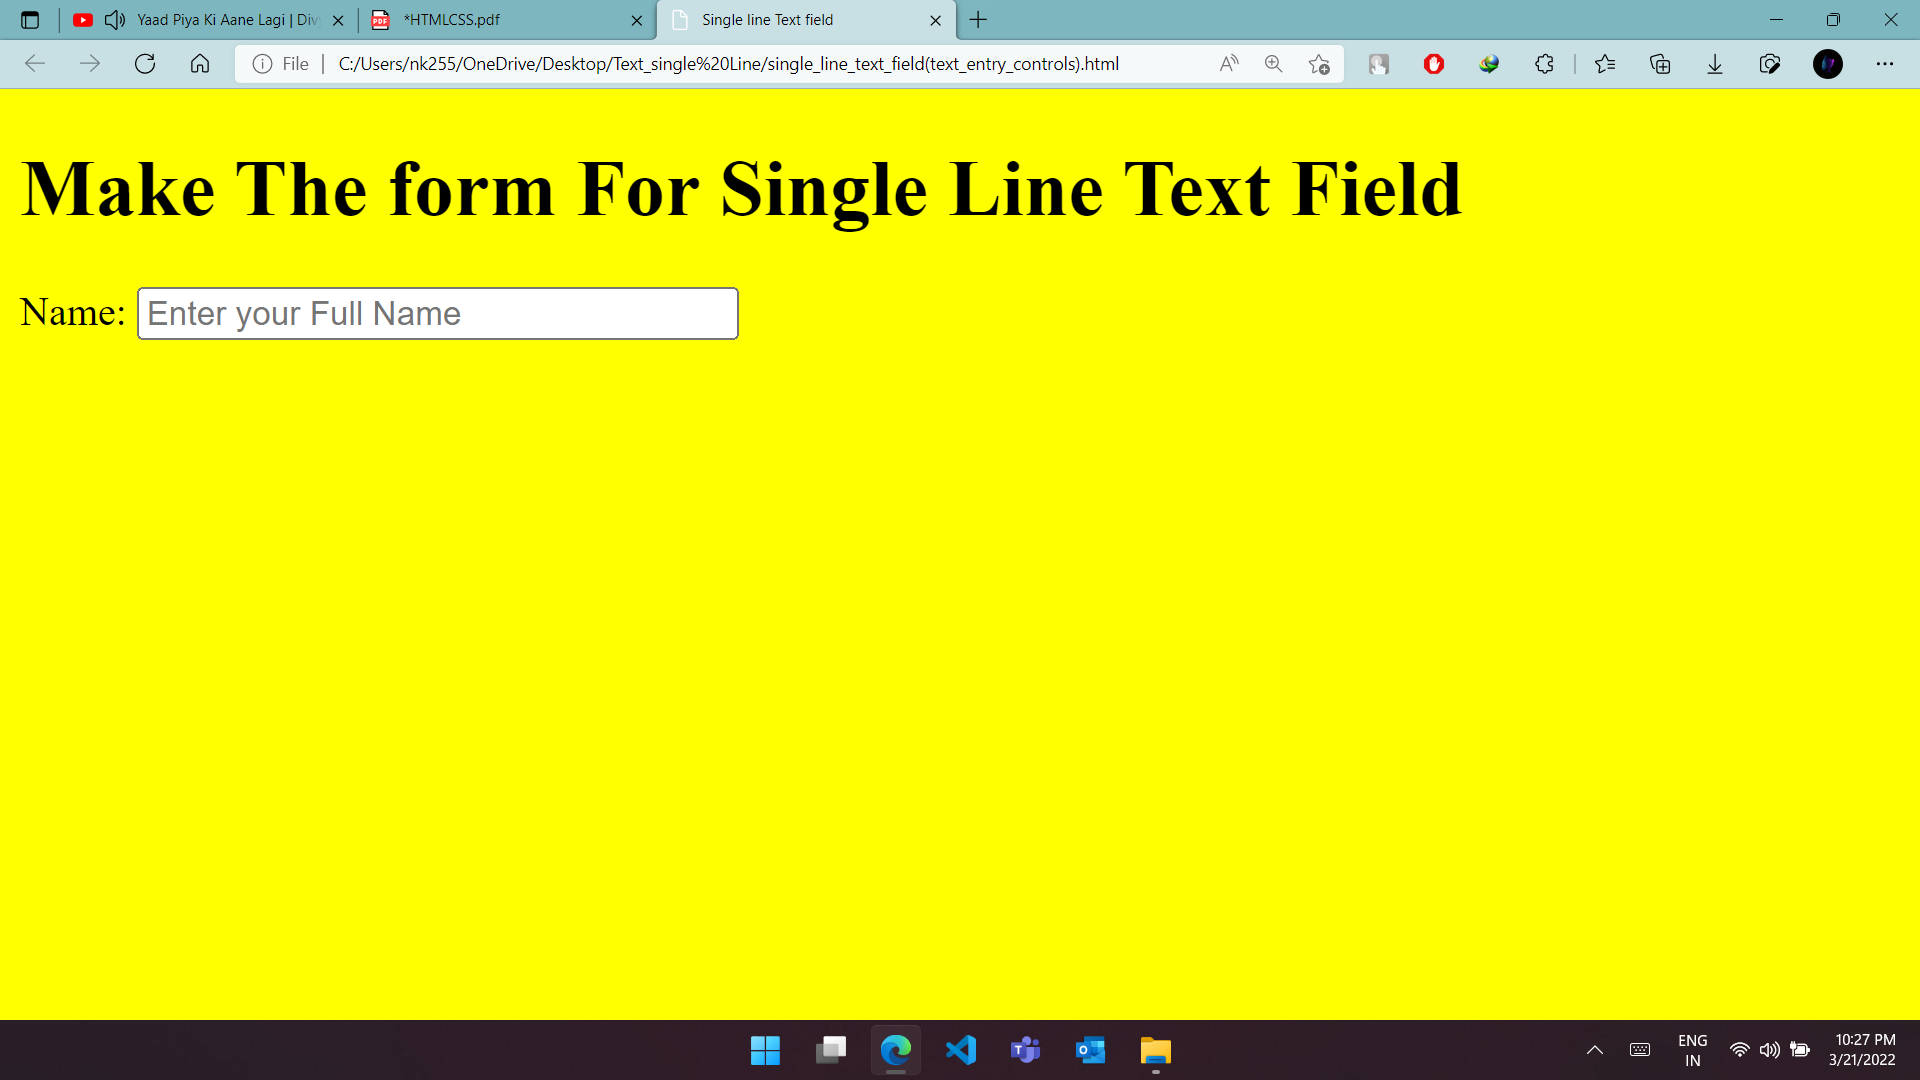 Yaad Piya Ki Aane Lagi | Div
*HTMLCSS.pdf
Single line Text field
File
C:/Users/nk255/OneDrive/Desktop/Text_single%20Line/single_line_text_field(text_entry_controls).html
Make The form For Single Line Text Field
Name: Enter your Full Name
ENG
IN
10:27 PM
3/21/2022